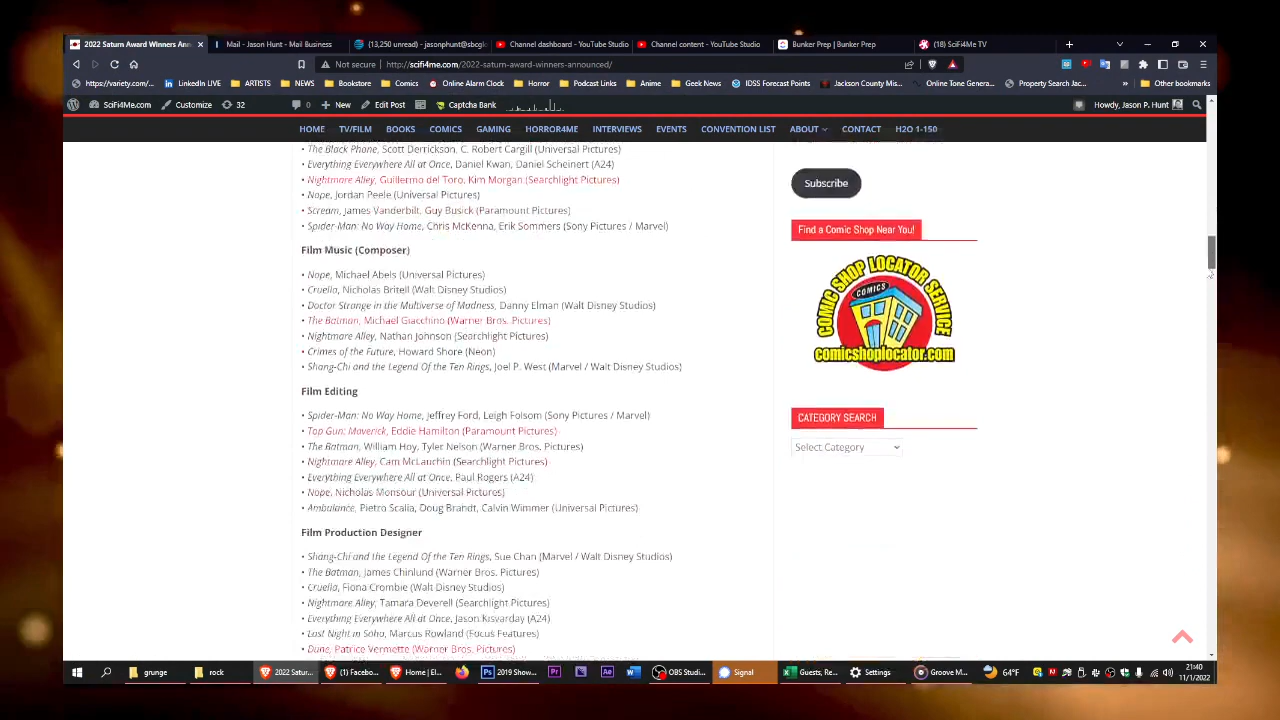 2022 Saturn Award Winners Ann
Mail - Jason Hunt - Mail Business
(13,250 unread) - jasonphunt@sbcgl
Channel dashboard - YouTube Studio
Channel content - YouTube Studio
Bunker Prep | Bunker Prep
(18) SciFi4Me TV
Not secure
http://scifi4me.com/2022-saturn-award-winners-announced/
https://variety.com/...
LinkedIn LIVE
ARTISTS
NEWS
Bookstore
Comics
Online Alarm Clock
Horror
Podcast Links
Anime
Geek News
IDSS Forecast Points
Jackson County Mis...
Online Tone Genera...
Property Search Jac...
Other bookmarks
SciFi4Me.com
Customize
32
0
New
Edit Post
Captcha Bank
Howdy, Jason P. Hunt
HOME
TV/FILM
BOOKS
COMICS
GAMING
HORROR4ME
INTERVIEWS
EVENTS
CONVENTION LIST
ABOUT
CONTACT
H2O 1-150
• The Black Phone, Scott Derrickson, C. Robert Cargill (Universal Pictures)
• Everything Everywhere All at Once, Daniel Kwan, Daniel Scheinert (A24)
• Nightmare Alley, Guillermo del Toro, Kim Morgan (Searchlight Pictures)
• Nope, Jordan Peele (Universal Pictures)
• Scream, James Vanderbilt, Guy Busick (Paramount Pictures)
• Spider-Man: No Way Home, Chris McKenna, Erik Sommers (Sony Pictures / Marvel)
Film Music (Composer)
• Nope, Michael Abels (Universal Pictures)
• Cruella, Nicholas Britell (Walt Disney Studios)
• Doctor Strange in the Multiverse of Madness, Danny Elman (Walt Disney Studios)
• The Batman, Michael Giacchino (Warner Bros. Pictures)
• Nightmare Alley, Nathan Johnson (Searchlight Pictures)
• Crimes of the Future, Howard Shore (Neon)
• Shang-Chi and the Legend Of the Ten Rings, Joel P. West (Marvel / Walt Disney Studios)
Film Editing
• Spider-Man: No Way Home, Jeffrey Ford, Leigh Folsom (Sony Pictures / Marvel)
• Top Gun: Maverick, Eddie Hamilton (Paramount Pictures)
• The Batman, William Hoy, Tyler Nelson (Warner Bros. Pictures)
• Nightmare Alley, Cam McLauchin (Searchlight Pictures)
• Everything Everywhere All at Once, Paul Rogers (A24)
• Nope, Nicholas Monsour (Universal Pictures)
• Ambulance, Pietro Scalia, Doug Brandt, Calvin Wimmer (Universal Pictures)
Film Production Designer
• Shang-Chi and the Legend Of the Ten Rings, Sue Chan (Marvel / Walt Disney Studios)
• The Batman, James Chinlund (Warner Bros. Pictures)
• Cruella, Fiona Crombie (Walt Disney Studios)
• Nightmare Alley, Tamara Deverell (Searchlight Pictures)
• Everything Everywhere All at Once, Jason Kisvarday (A24)
• Last Night in Soho, Marcus Rowland (Focus Features)
• Dune, Patrice Vermette (Warner Bros. Pictures)
Subscribe
Find a Comic Shop Near You!
COMIC SHOP LOCATOR SERVICE
COMICS
comicshoplocator.com
CATEGORY SEARCH
Select Category
grunge
rock
2022 Satur...
(1) Faceboo...
Home | El...
2019 Show...
OBS Studi...
Signal
Guests, Re...
Settings
Groove M...
64°F
21:40
11/1/2022